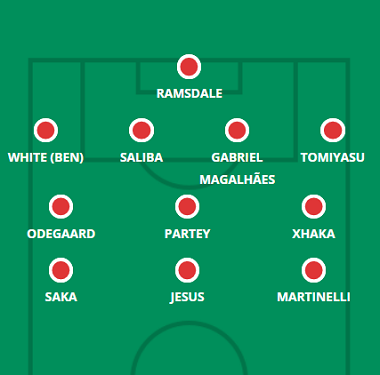 RAMSDALE
WHITE (BEN) SALIBA GABRIEL TOMIYASU
MAGALHÃES
ODEGAARD PARTEY XHAKA
SAKA JESUS MARTINELLI